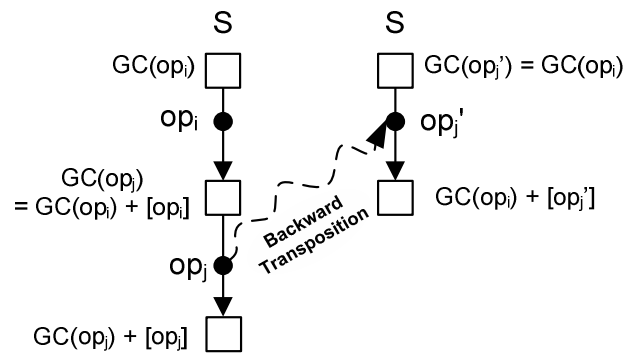 S
S
GC(opᵢ)
GC(opⱼ') = GC(opᵢ)
opᵢ
opⱼ'
GC(opⱼ)
= GC(opᵢ) + [opᵢ]
GC(opᵢ) + [opⱼ']
Backward
Transposition
opⱼ
GC(opⱼ) + [opⱼ]